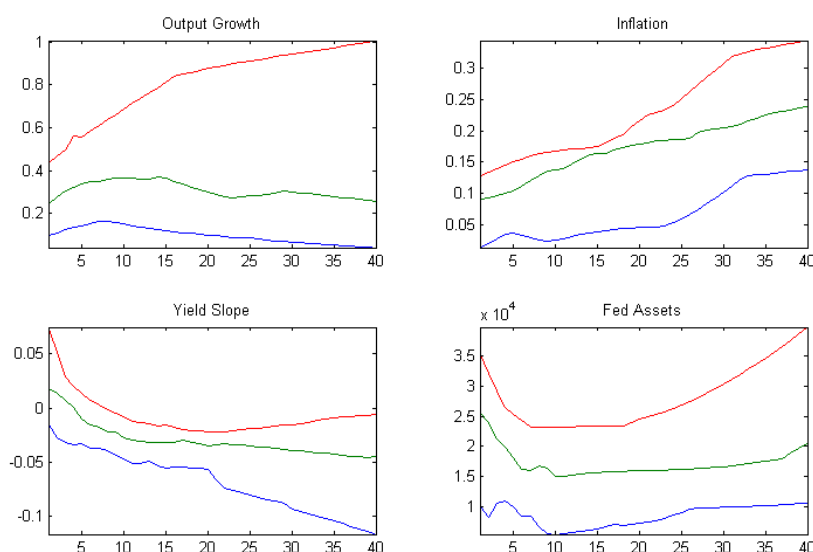 Output Growth
1
0.8
0.6
0.4
0.2
5 10 15 20 25 30 35 40
Inflation
0.3
0.25
0.2
0.15
0.1
0.05
5 10 15 20 25 30 35 40
Yield Slope
0.05
0
-0.05
-0.1
5 10 15 20 25 30 35 40
Fed Assets
x 10^4
3.5
3
2.5
2
1.5
1
5 10 15 20 25 30 35 40